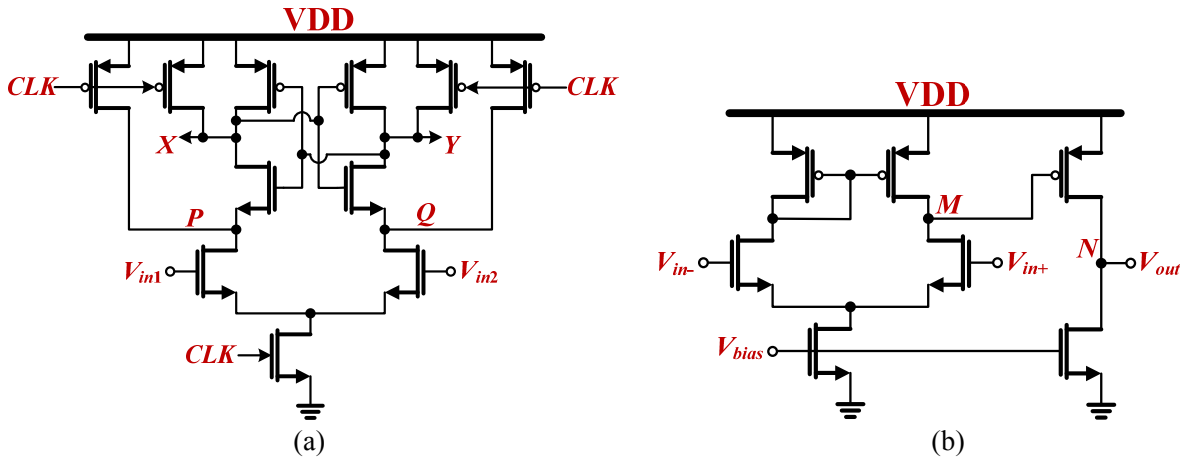 VDD
CLK
CLK
X
Y
P
Q
Vin1
Vin2
CLK
(a)
VDD
M
Vin-
Vin+
N
Vout
Vbias
(b)